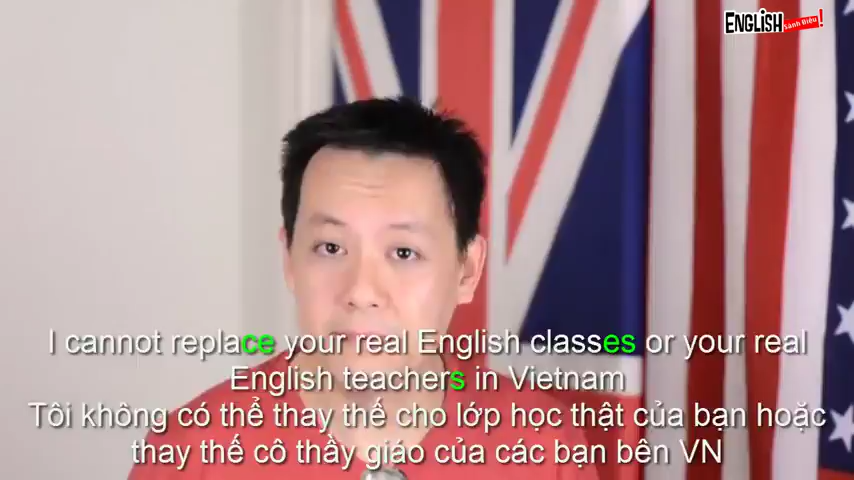 ENGLISH Sành Điệu!
I cannot replace your real English classes or your real
English teachers in Vietnam
Tôi không có thể thay thế cho lớp học thật của bạn hoặc
thay thế cô thầy giáo của các bạn bên VN